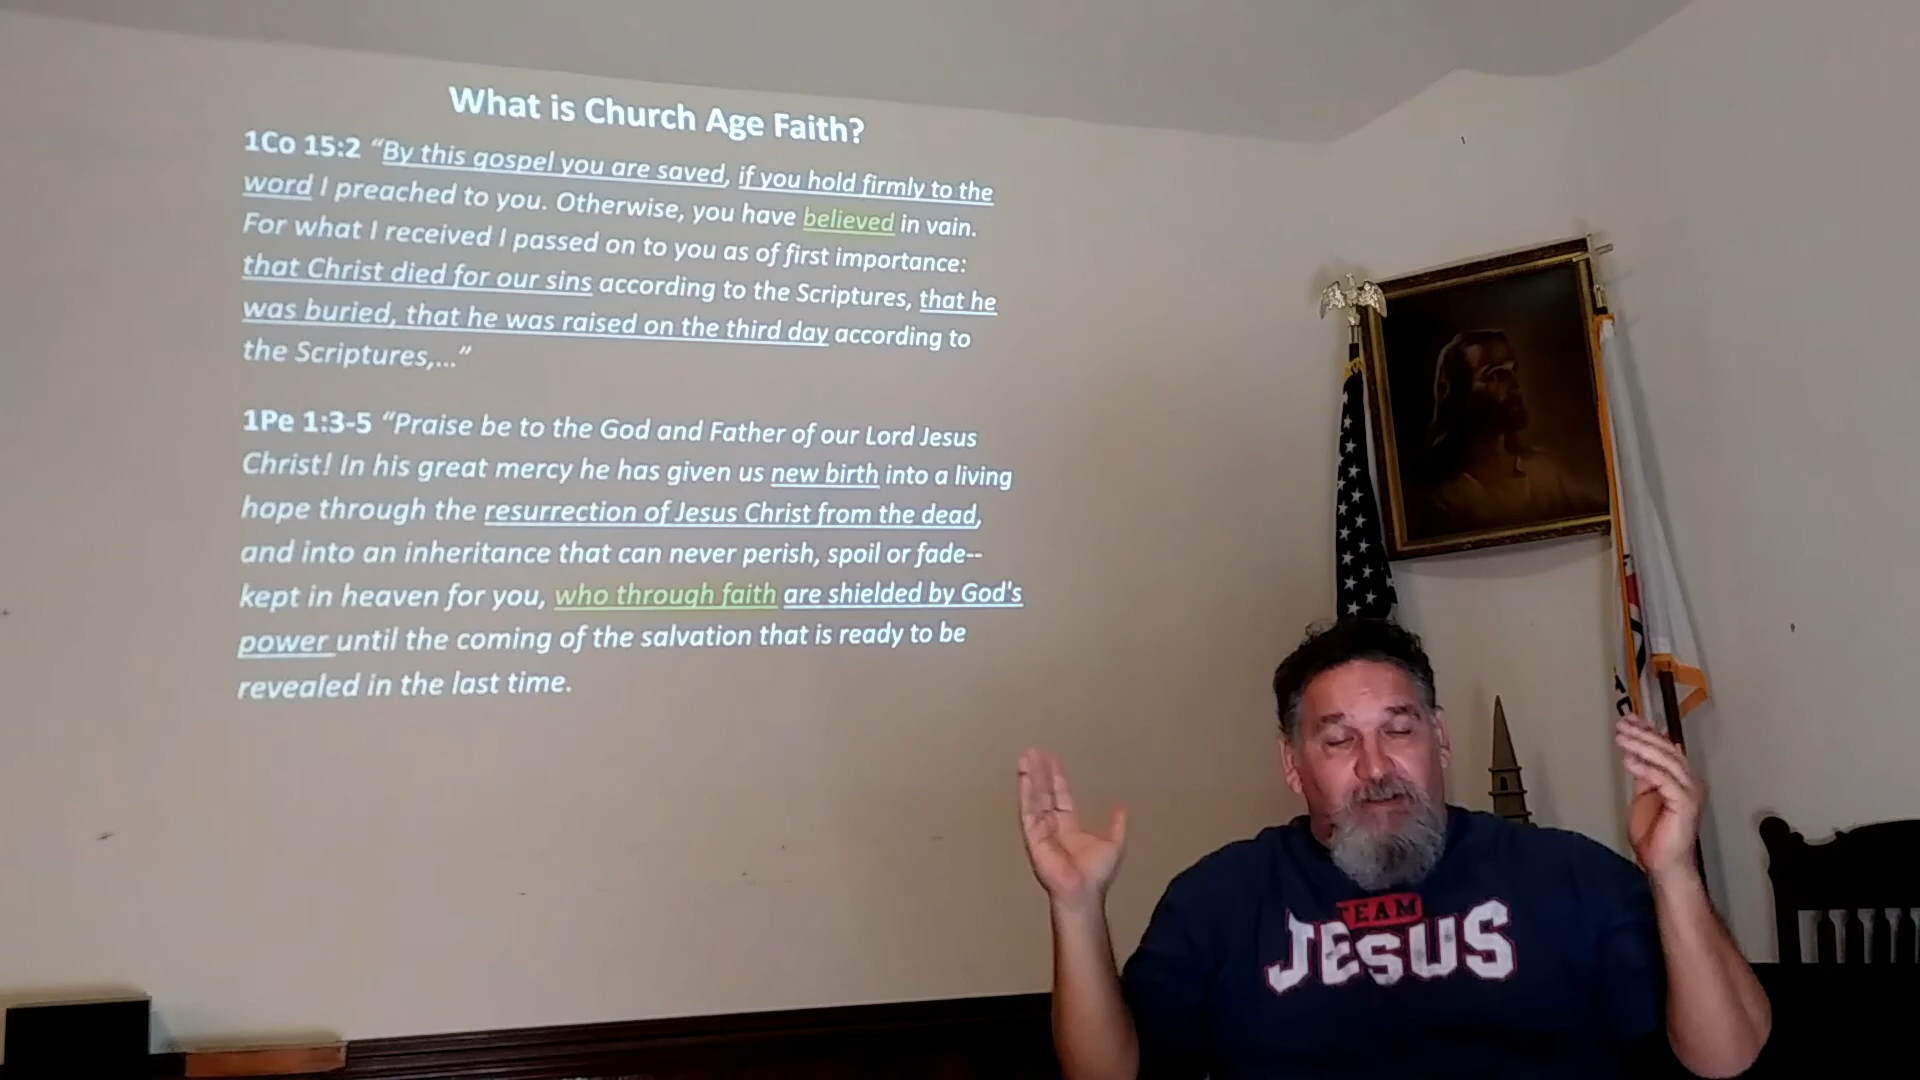 What is Church Age Faith?
1Co 15:2 “By this gospel you are saved, if you hold firmly to the
word I preached to you. Otherwise, you have believed in vain.
For what I received I passed on to you as of first importance:
that Christ died for our sins according to the Scriptures, that he
was buried, that he was raised on the third day according to
the Scriptures,...”
1Pe 1:3-5 “Praise be to the God and Father of our Lord Jesus
Christ! In his great mercy he has given us new birth into a living
hope through the resurrection of Jesus Christ from the dead,
and into an inheritance that can never perish, spoil or fade--
kept in heaven for you, who through faith are shielded by God's
power until the coming of the salvation that is ready to be
revealed in the last time.
TEAM
JESUS